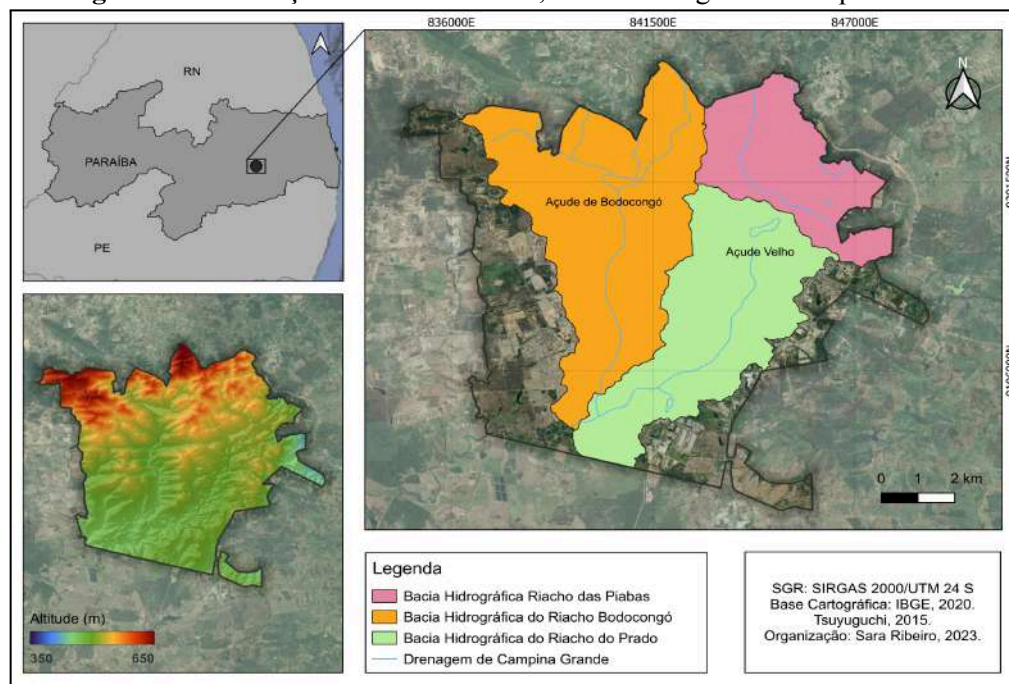 836000E
841500E
847000E
RN
PARAÍBA
PE
N
Açude de Bodocongó
Açude Velho
0 1 2 km
Altitude (m)
350
650
Legenda
Bacia Hidrográfica Riacho das Piabas
Bacia Hidrográfica do Riacho Bodocongó
Bacia Hidrográfica do Riacho do Prado
Drenagem de Campina Grande
SGR: SIRGAS 2000/UTM 24 S
Base Cartográfica: IBGE, 2020.
Tsuyuguchi, 2015.
Organização: Sara Ribeiro, 2023.